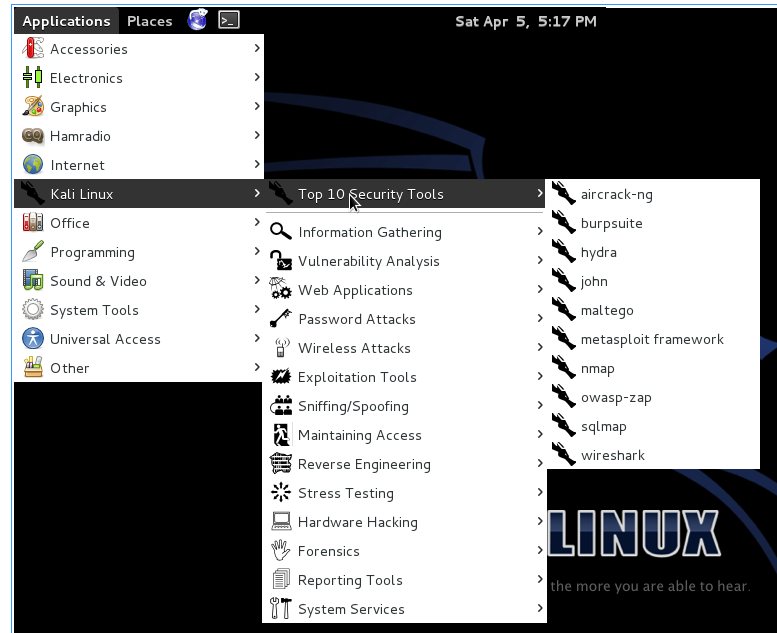 Applications Places Sat Apr 5, 5:17 PM
Accessories
Electronics
Graphics
Hamradio
Internet
Kali Linux
Office
Programming
Sound & Video
System Tools
Universal Access
Other
Top 10 Security Tools
Information Gathering
Vulnerability Analysis
Web Applications
Password Attacks
Wireless Attacks
Exploitation Tools
Sniffing/Spoofing
Maintaining Access
Reverse Engineering
Stress Testing
Hardware Hacking
Forensics
Reporting Tools
System Services
aircrack-ng
burpsuite
hydra
john
maltego
metasploit framework
nmap
owasp-zap
sqlmap
wireshark
LINUX
the more you are able to hear.